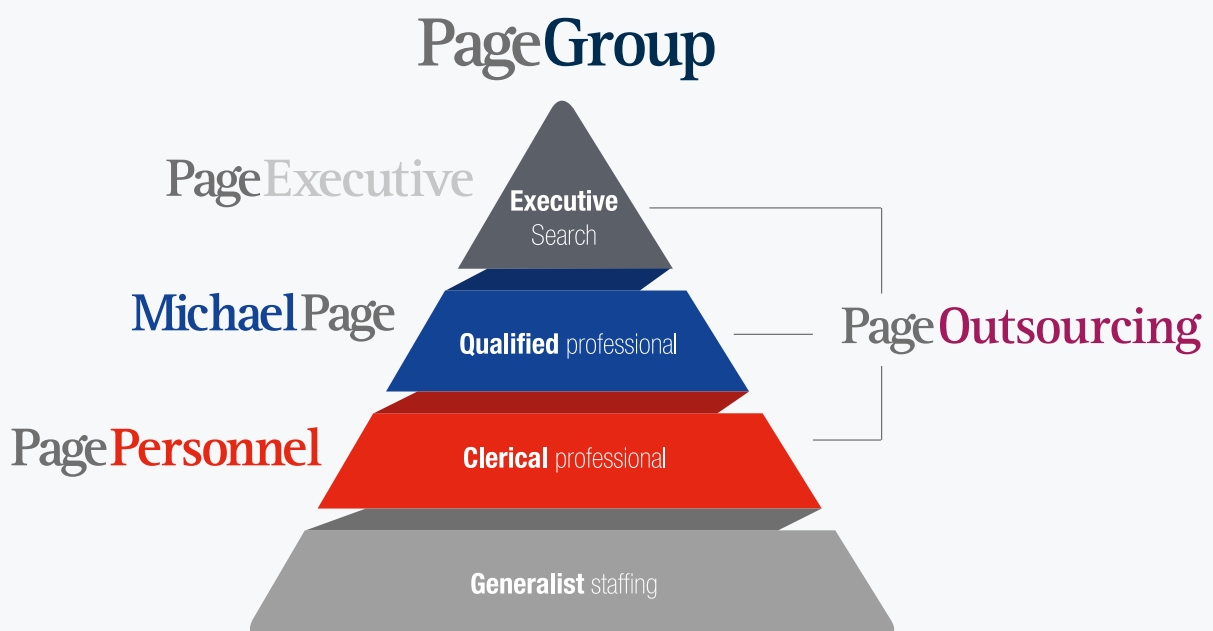 PageGroup
PageExecutive
Executive
Search
MichaelPage
Qualified professional
PageOutsourcing
PagePersonnel
Clerical professional
Generalist staffing